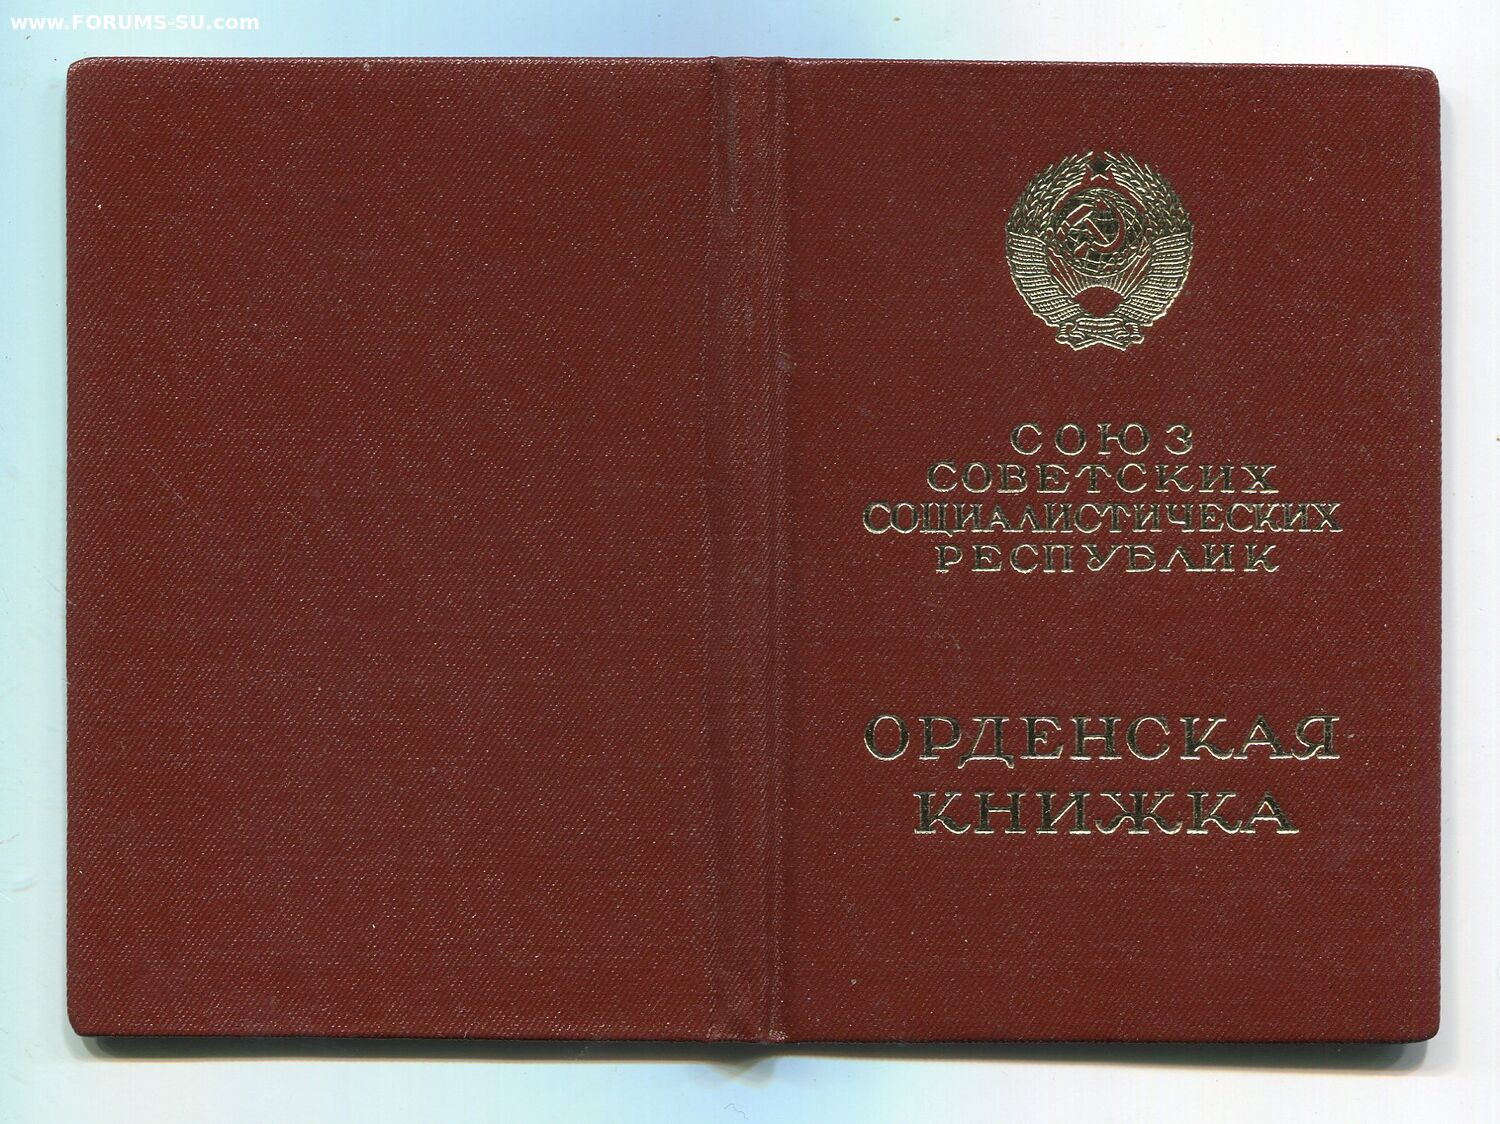 www.FORUMS-SU.com
СОЮЗ
СОВЕТСКИХ
СОЦИАЛИСТИЧЕСКИХ
РЕСПУБЛИК
ОРДЕНСКАЯ
КНИЖКА